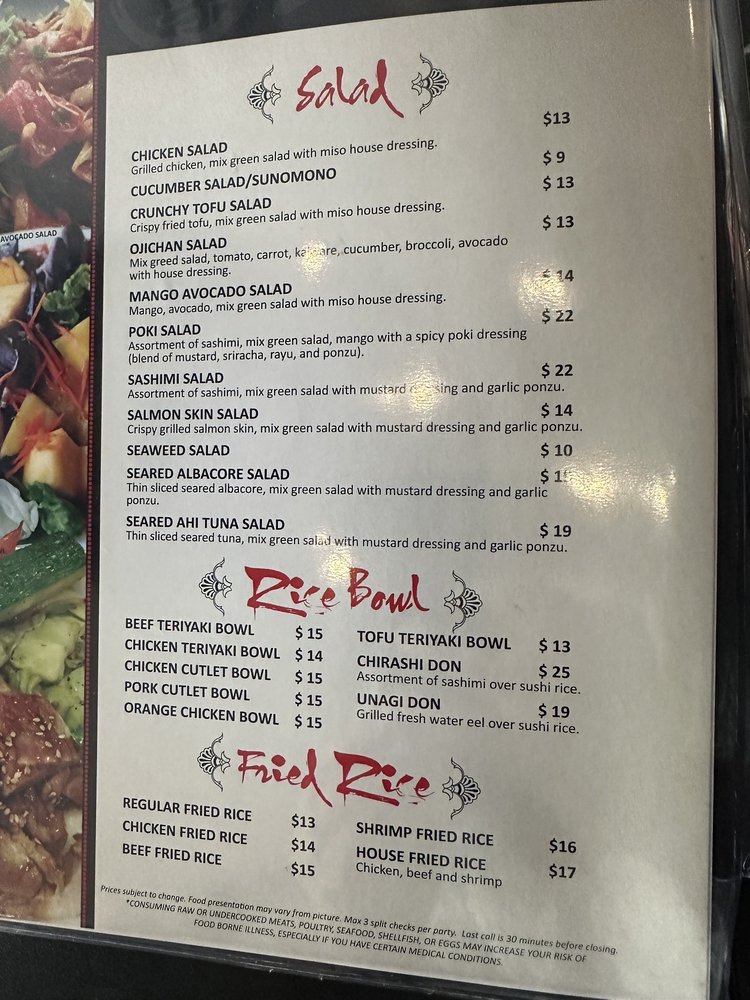 AVOCADO SALAD
Salad
CHICKEN SALAD $13
Grilled chicken, mix green salad with miso house dressing.
CUCUMBER SALAD/SUNOMONO $ 9
CRUNCHY TOFU SALAD $ 13
Crispy fried tofu, mix green salad with miso house dressing.
OJICHAN SALAD $ 13
Mix greed salad, tomato, carrot, cucumber, broccoli, avocado
with house dressing.
MANGO AVOCADO SALAD $ 14
Mango, avocado, mix green salad with miso house dressing.
POKI SALAD $ 22
Assortment of sashimi, mix green salad, mango with a spicy poki dressing
(blend of mustard, sriracha, rayu, and ponzu).
SASHIMI SALAD $ 22
Assortment of sashimi, mix green salad with mustard dressing and garlic ponzu.
SALMON SKIN SALAD $ 14
Crispy grilled salmon skin, mix green salad with mustard dressing and garlic ponzu.
SEAWEED SALAD $ 10
SEARED ALBACORE SALAD
Thin sliced seared albacore, mix green salad with mustard dressing and garlic
ponzu.
SEARED AHI TUNA SALAD $ 19
Thin sliced seared tuna, mix green salad with mustard dressing and garlic ponzu.
Rice Bowl
BEEF TERIYAKI BOWL $ 15
CHICKEN TERIYAKI BOWL $ 14
CHICKEN CUTLET BOWL $ 15
PORK CUTLET BOWL $ 15
ORANGE CHICKEN BOWL $ 15
TOFU TERIYAKI BOWL $ 13
CHIRASHI DON $ 25
Assortment of sashimi over sushi rice.
UNAGI DON $ 19
Grilled fresh water eel over sushi rice.
Fried Rice
REGULAR FRIED RICE $13
CHICKEN FRIED RICE $14
BEEF FRIED RICE $15
SHRIMP FRIED RICE $16
HOUSE FRIED RICE $17
Chicken, beef and shrimp
Prices subject to change. Food presentation may vary from picture. Max 3 split checks per party. Last call is 30 minutes before closing.
*CONSUMING RAW OR UNDERCOOKED MEATS, POULTRY, SEAFOOD, SHELLFISH, OR EGGS MAY INCREASE YOUR RISK OF
FOOD BORNE ILLNESS, ESPECIALLY IF YOU HAVE CERTAIN MEDICAL CONDITIONS.